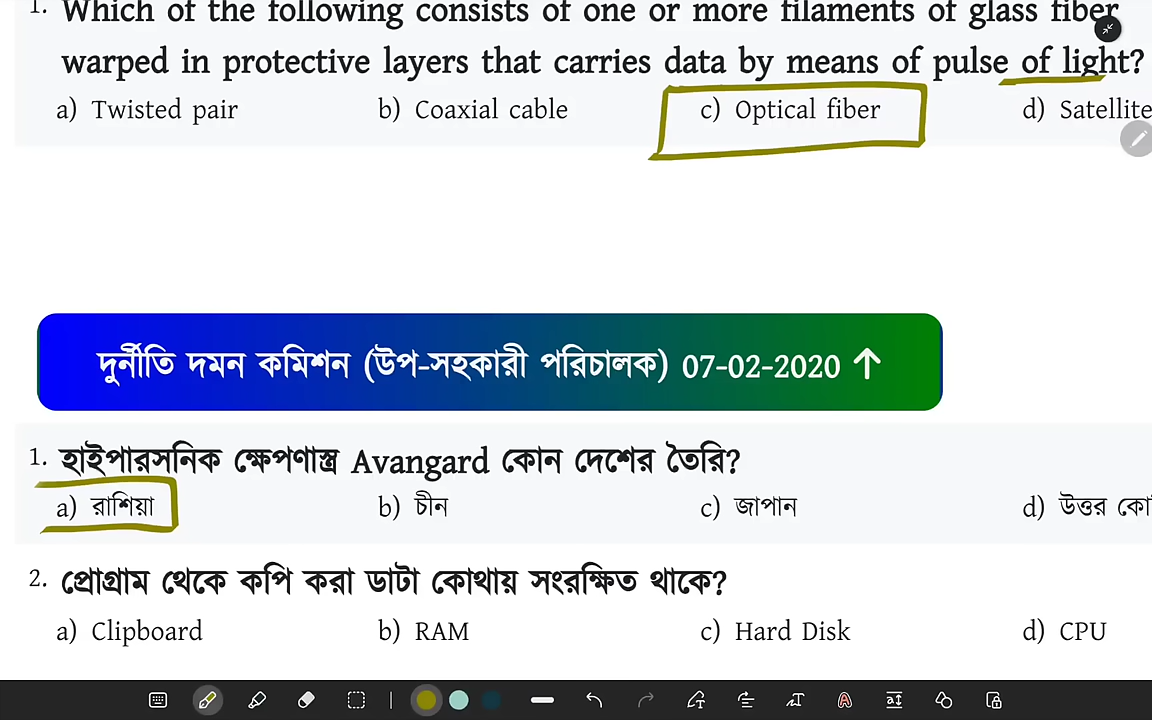 1. Which of the following consists of one or more filaments of glass fiber
warped in protective layers that carries data by means of pulse of light?
a) Twisted pair b) Coaxial cable c) Optical fiber d) Satellite
দুর্নীতি দমন কমিশন (উপ-সহকারী পরিচালক) 07-02-2020 ↑
1. হাইপারসনিক ক্ষেপণাস্ত্র Avangard কোন দেশের তৈরি?
a) রাশিয়া b) চীন c) জাপান d) উত্তর
2. প্রোগ্রাম থেকে কপি করা ডাটা কোথায় সংরক্ষিত থাকে?
a) Clipboard b) RAM c) Hard Disk d) CPU